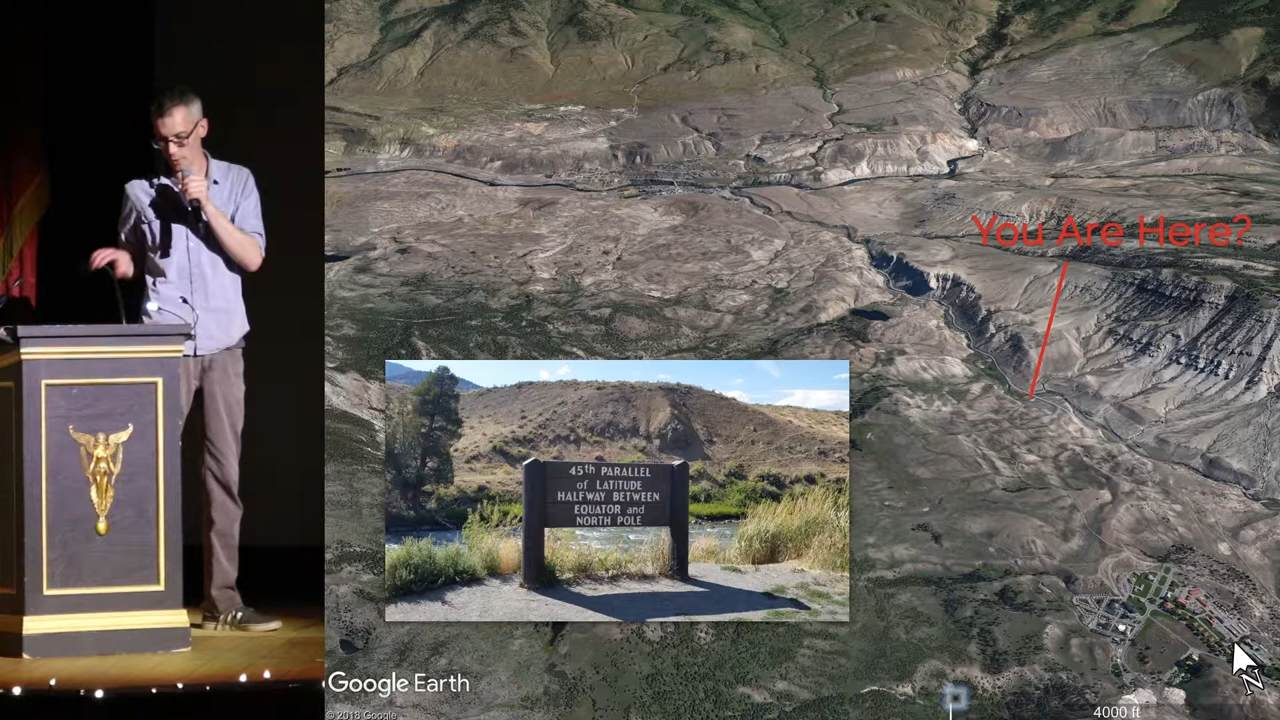 You Are Here?
45th PARALLEL
of LATITUDE
HALFWAY BETWEEN
EQUATOR and
NORTH POLE
Google Earth
© 2018 Google
4000 ft
N